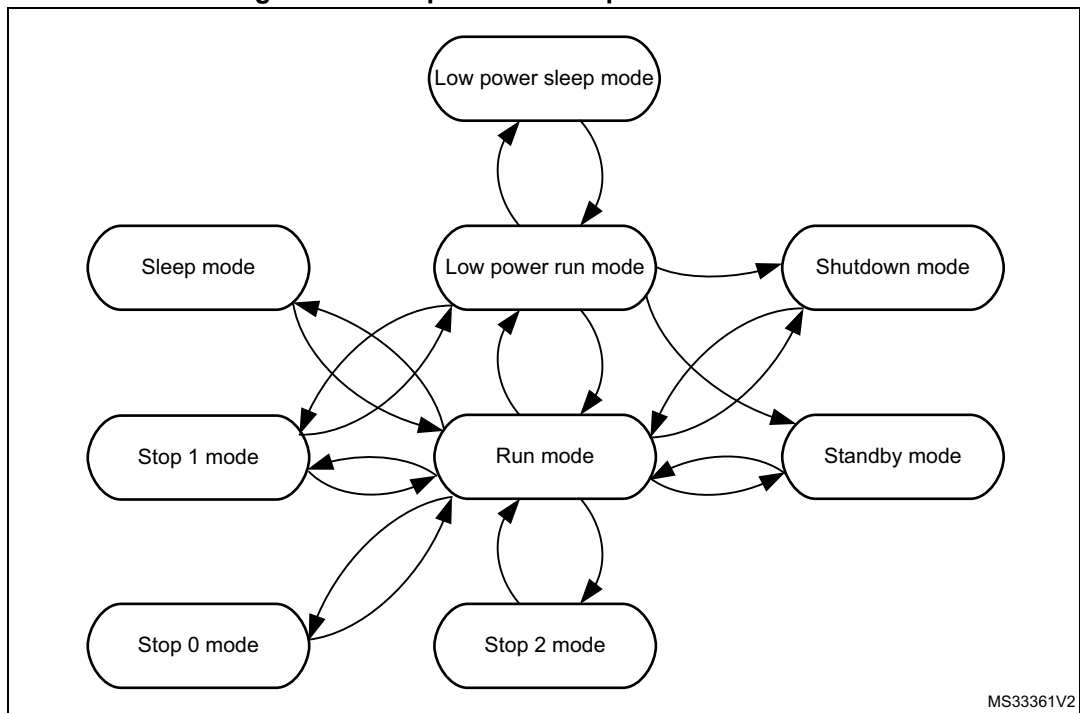 Low power sleep mode
Sleep mode
Low power run mode
Shutdown mode
Stop 1 mode
Run mode
Standby mode
Stop 0 mode
Stop 2 mode
MS33361V2